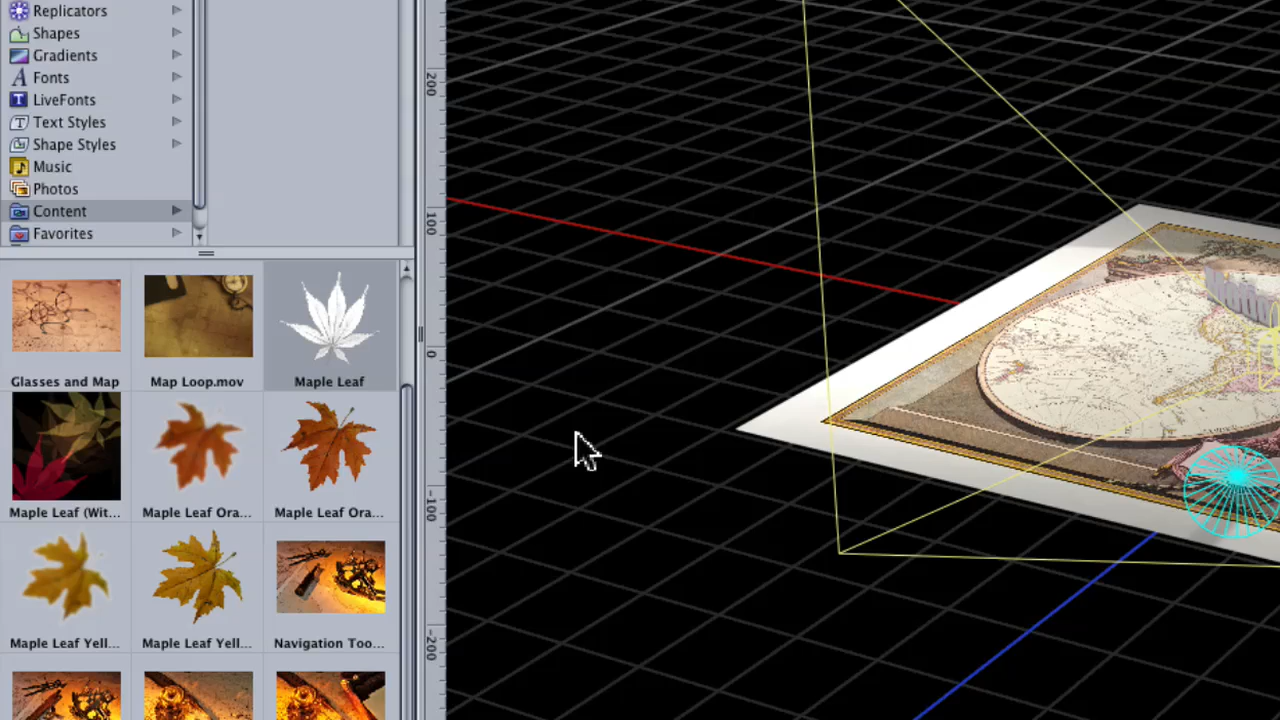 Replicators
Shapes
Gradients
Fonts
LiveFonts
Text Styles
Shape Styles
Music
Photos
Content
Favorites
Glasses and Map
Map Loop.mov
Maple Leaf
Maple Leaf (Wit...
Maple Leaf Ora...
Maple Leaf Ora...
Maple Leaf Yell...
Maple Leaf Yell...
Navigation Too...
200
100
0
-100
-200